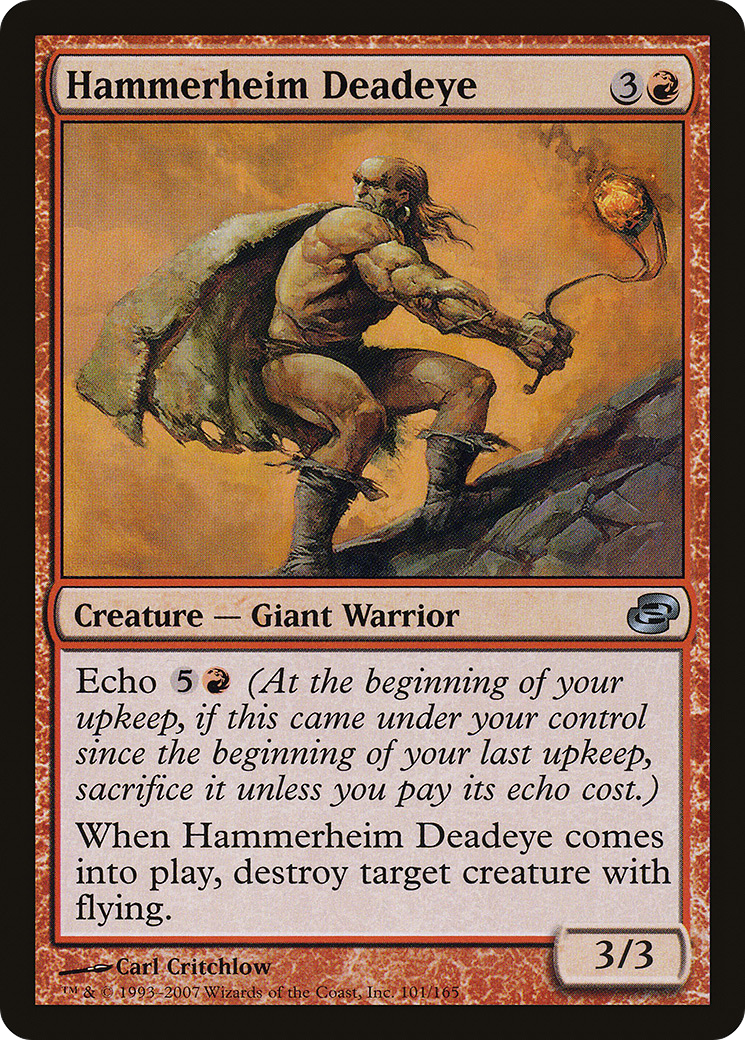 Hammerheim Deadeye 3
Creature — Giant Warrior
Echo 5 (At the beginning of your
upkeep, if this came under your control
since the beginning of your last upkeep,
sacrifice it unless you pay its echo cost.)
When Hammerheim Deadeye comes
into play, destroy target creature with
flying.
3/3
Carl Critchlow
™ & © 1993–2007 Wizards of the Coast, Inc. 101/165